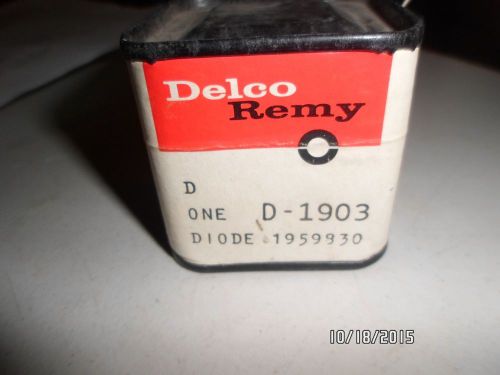 Delco
Remy
D
ONE D-1903
DIODE 1959930
10/18/2015